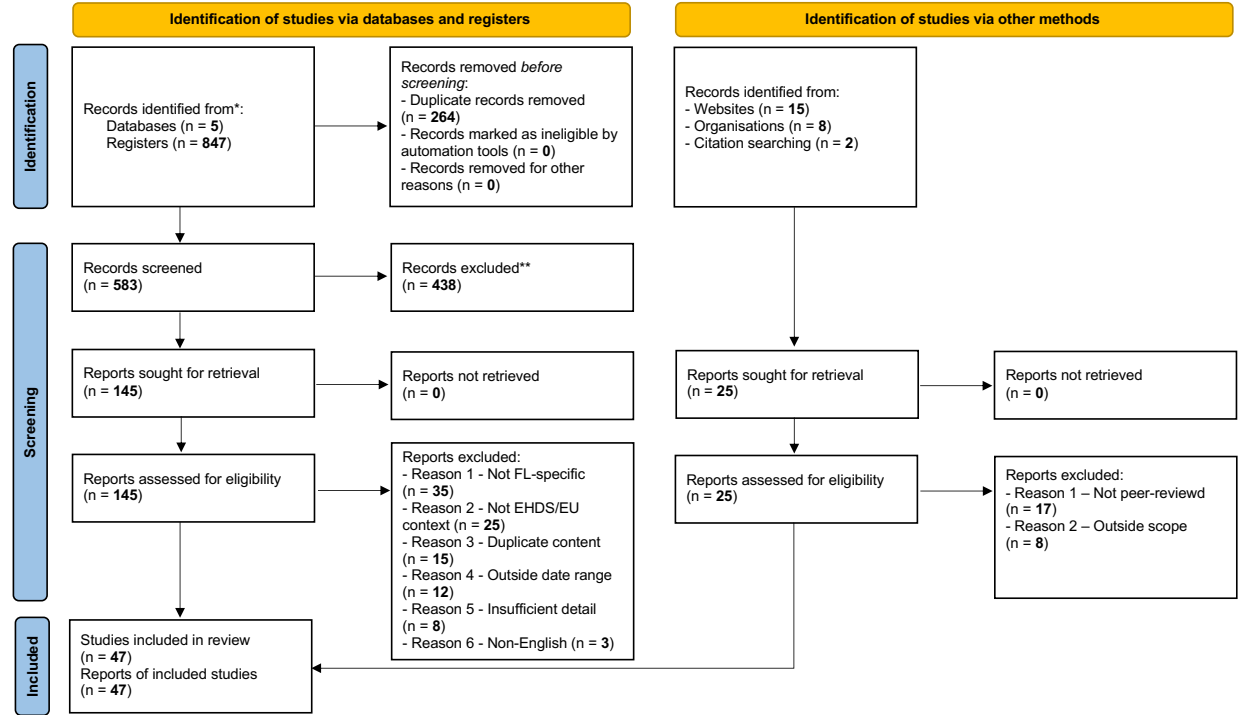 Identification of studies via databases and registers
Identification of studies via other methods
Identification
Records identified from*:
Databases (n = 5)
Registers (n = 847)
Records removed before
screening:
- Duplicate records removed
(n = 264)
- Records marked as ineligible by
automation tools (n = 0)
- Records removed for other
reasons (n = 0)
Records identified from:
- Websites (n = 15)
- Organisations (n = 8)
- Citation searching (n = 2)
Screening
Records screened
(n = 583)
Records excluded**
(n = 438)
Reports sought for retrieval
(n = 145)
Reports not retrieved
(n = 0)
Reports sought for retrieval
(n = 25)
Reports not retrieved
(n = 0)
Reports assessed for eligibility
(n = 145)
Reports excluded:
- Reason 1 - Not FL-specific
(n = 35)
- Reason 2 - Not EHDS/EU
context (n = 25)
- Reason 3 - Duplicate content
(n = 15)
- Reason 4 - Outside date range
(n = 12)
- Reason 5 - Insufficient detail
(n = 8)
- Reason 6 - Non-English (n = 3)
Reports assessed for eligibility
(n = 25)
Reports excluded:
- Reason 1 – Not peer-reviewd
(n = 17)
- Reason 2 – Outside scope
(n = 8)
Included
Studies included in review
(n = 47)
Reports of included studies
(n = 47)